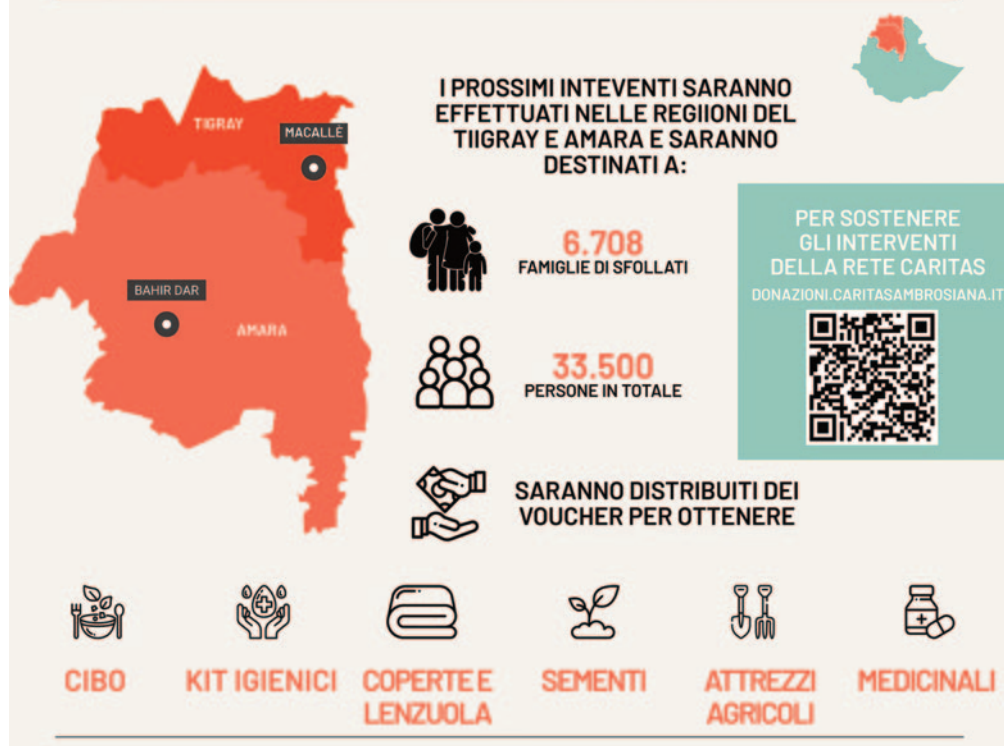 I PROSSIMI INTEVENTI SARANNO
EFFETTUATI NELLE REGIIONI DEL
TIIGRAY E AMARA E SARANNO
DESTINATI A:
TIGRAY
MACALLÈ
BAHIR DAR
AMARA
6.708
FAMIGLIE DI SFOLLATI
33.500
PERSONE IN TOTALE
PER SOSTENERE
GLI INTERVENTI
DELLA RETE CARITAS
DONAZIONI.CARITASAMBROSIANA.IT
SARANNO DISTRIBUITI DEI
VOUCHER PER OTTENERE
CIBO
KIT IGIENICI
COPERTE E
LENZUOLA
SEMENTI
ATTREZZI
AGRICOLI
MEDICINALI